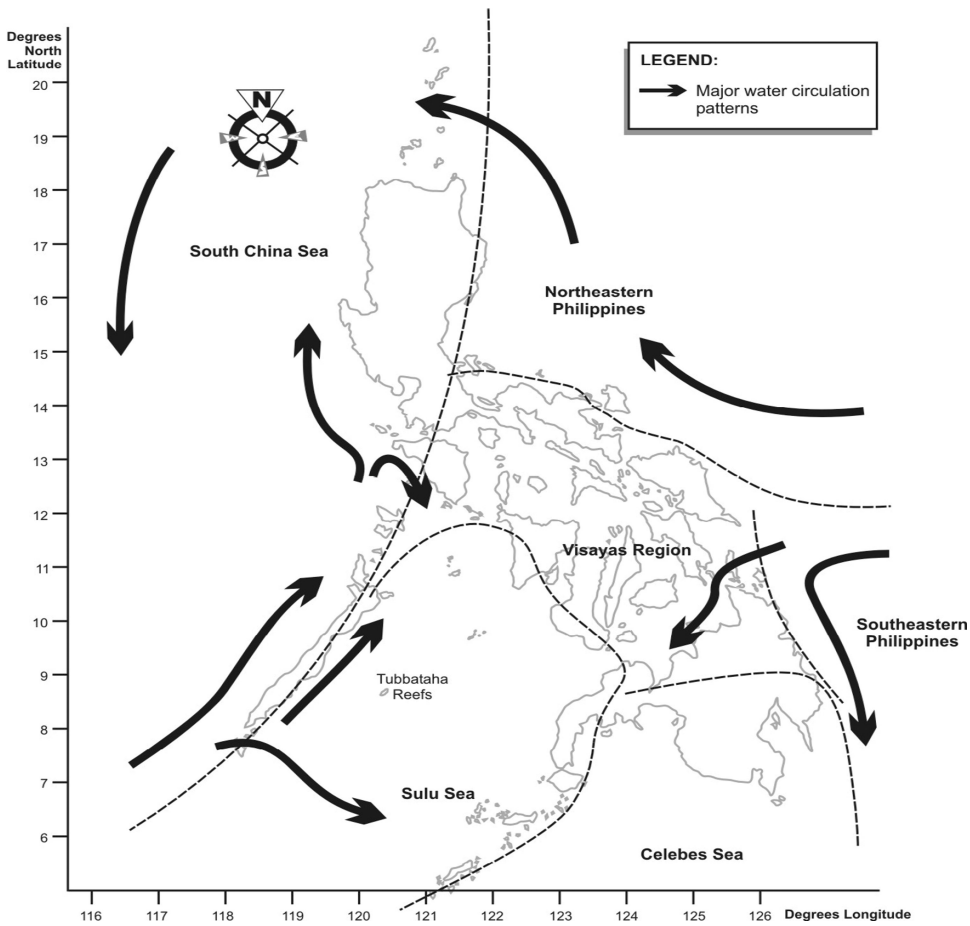 Degrees
North
Latitude
20
19
18
17
16
15
14
13
12
11
10
9
8
7
6
N
LEGEND:
Major water circulation
patterns
South China Sea
Northeastern
Philippines
Visayas Region
Southeastern
Philippines
Tubbataha
Reefs
Sulu Sea
Celebes Sea
116 117 118 119 120 121 122 123 124 125 126 Degrees Longitude